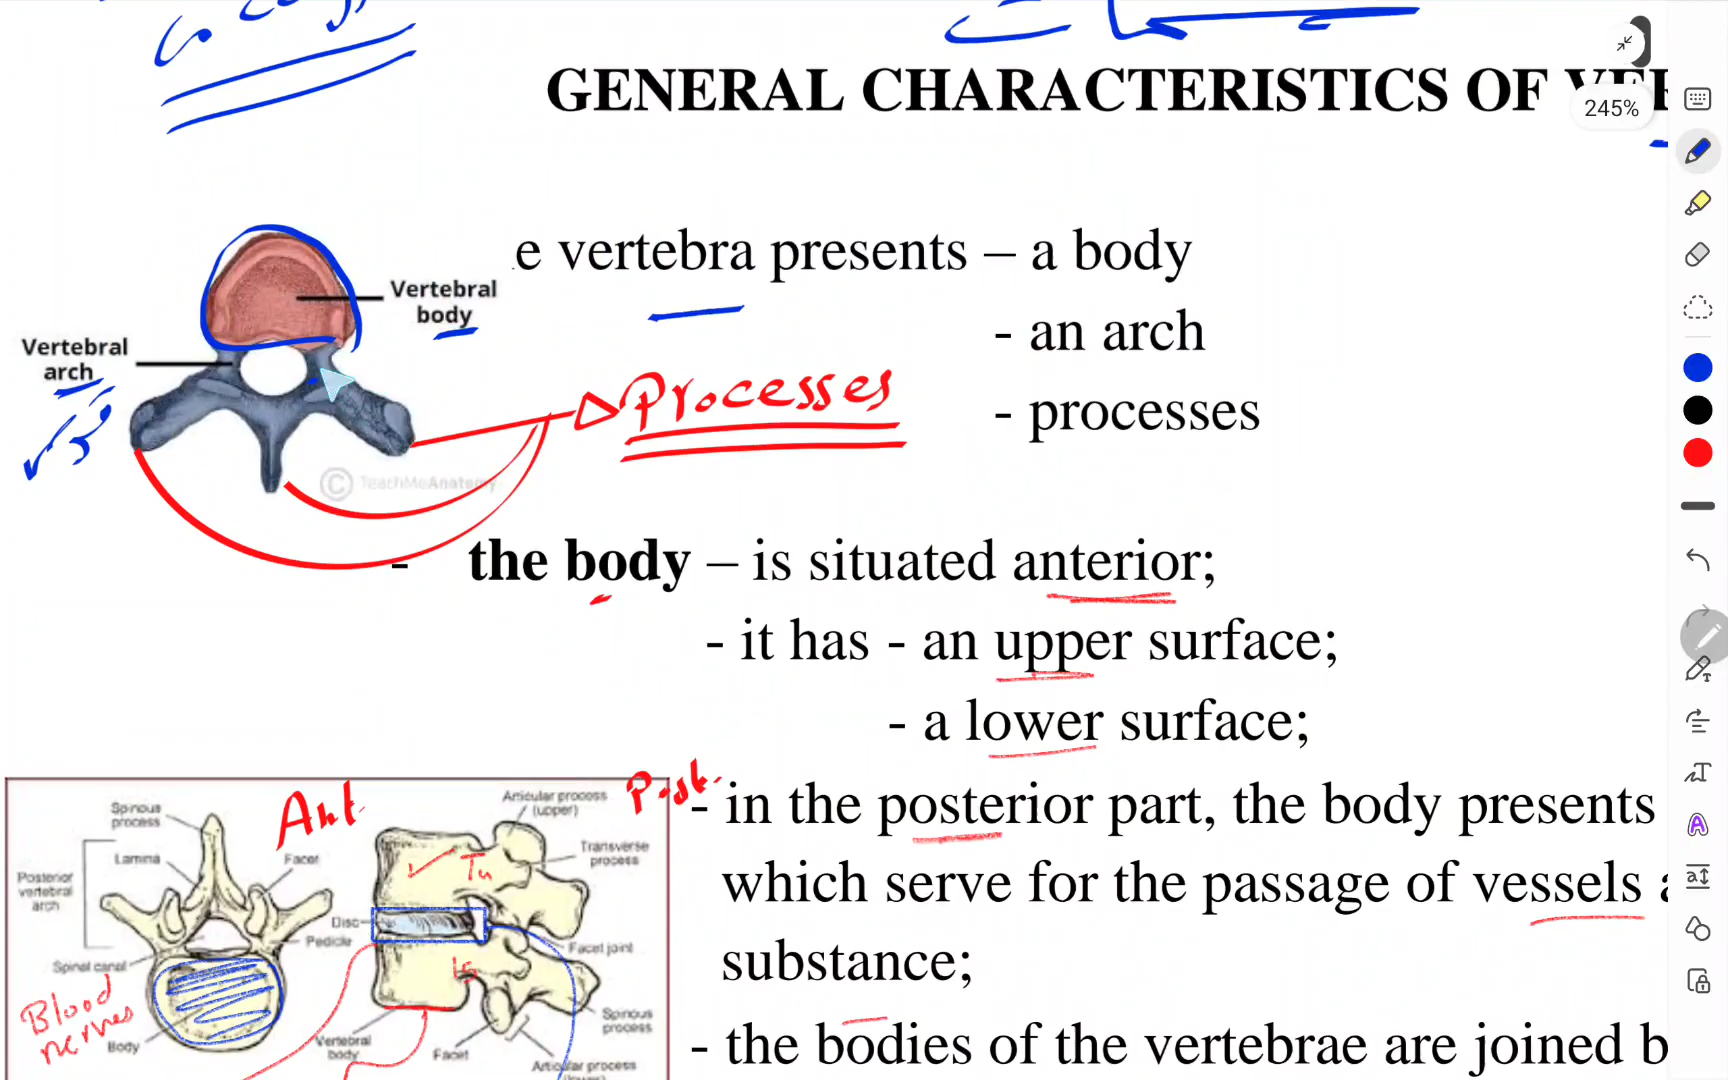 GENERAL CHARACTERISTICS OF VER
245%
e vertebra presents – a body
- an arch
- processes
Vertebral
body
Vertebral
arch
Processes
© TeachMeAnatomy
- the body – is situated anterior;
- it has - an upper surface;
- a lower surface;
- in the posterior part, the body presents
which serve for the passage of vessels a
substance;
- the bodies of the vertebrae are joined b
Ant.
Post.
Spinous
process
Lamina
Facet
Posterior
vertebral
arch
Pedicle
Spinal canal
Body
Blood
nerves
Articular process
(upper)
Transverse
process
Disc
Facet joint
Spinous
process
Vertebral
body
Facet
Articular process